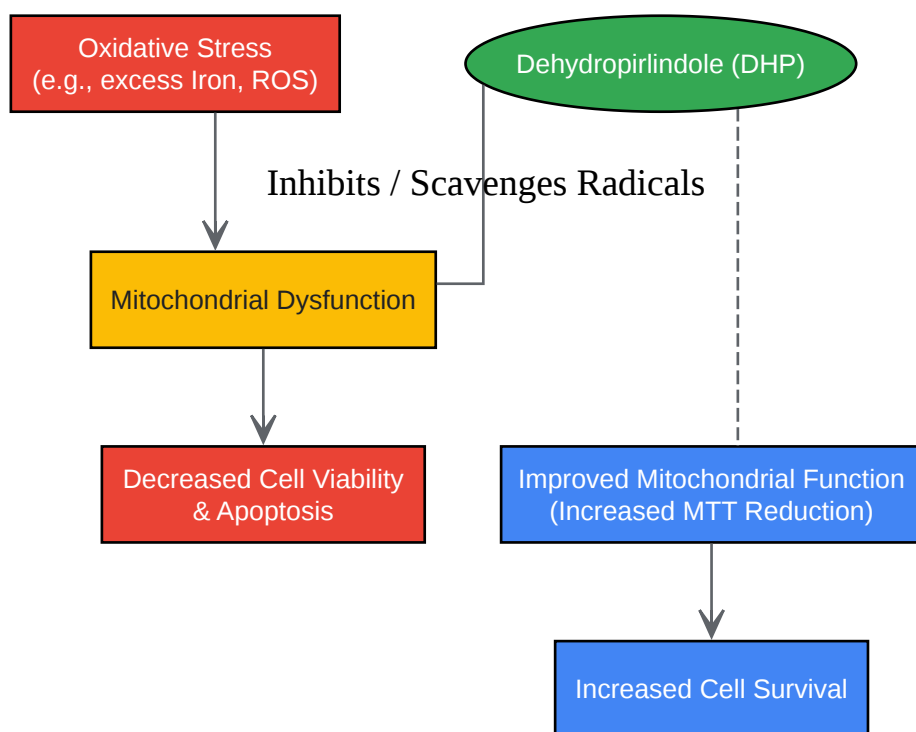 Oxidative Stress
(e.g., excess Iron, ROS)
Dehydropirlindole (DHP)
Inhibits / Scavenges Radicals
Mitochondrial Dysfunction
Decreased Cell Viability
& Apoptosis
Improved Mitochondrial Function
(Increased MTT Reduction)
Increased Cell Survival